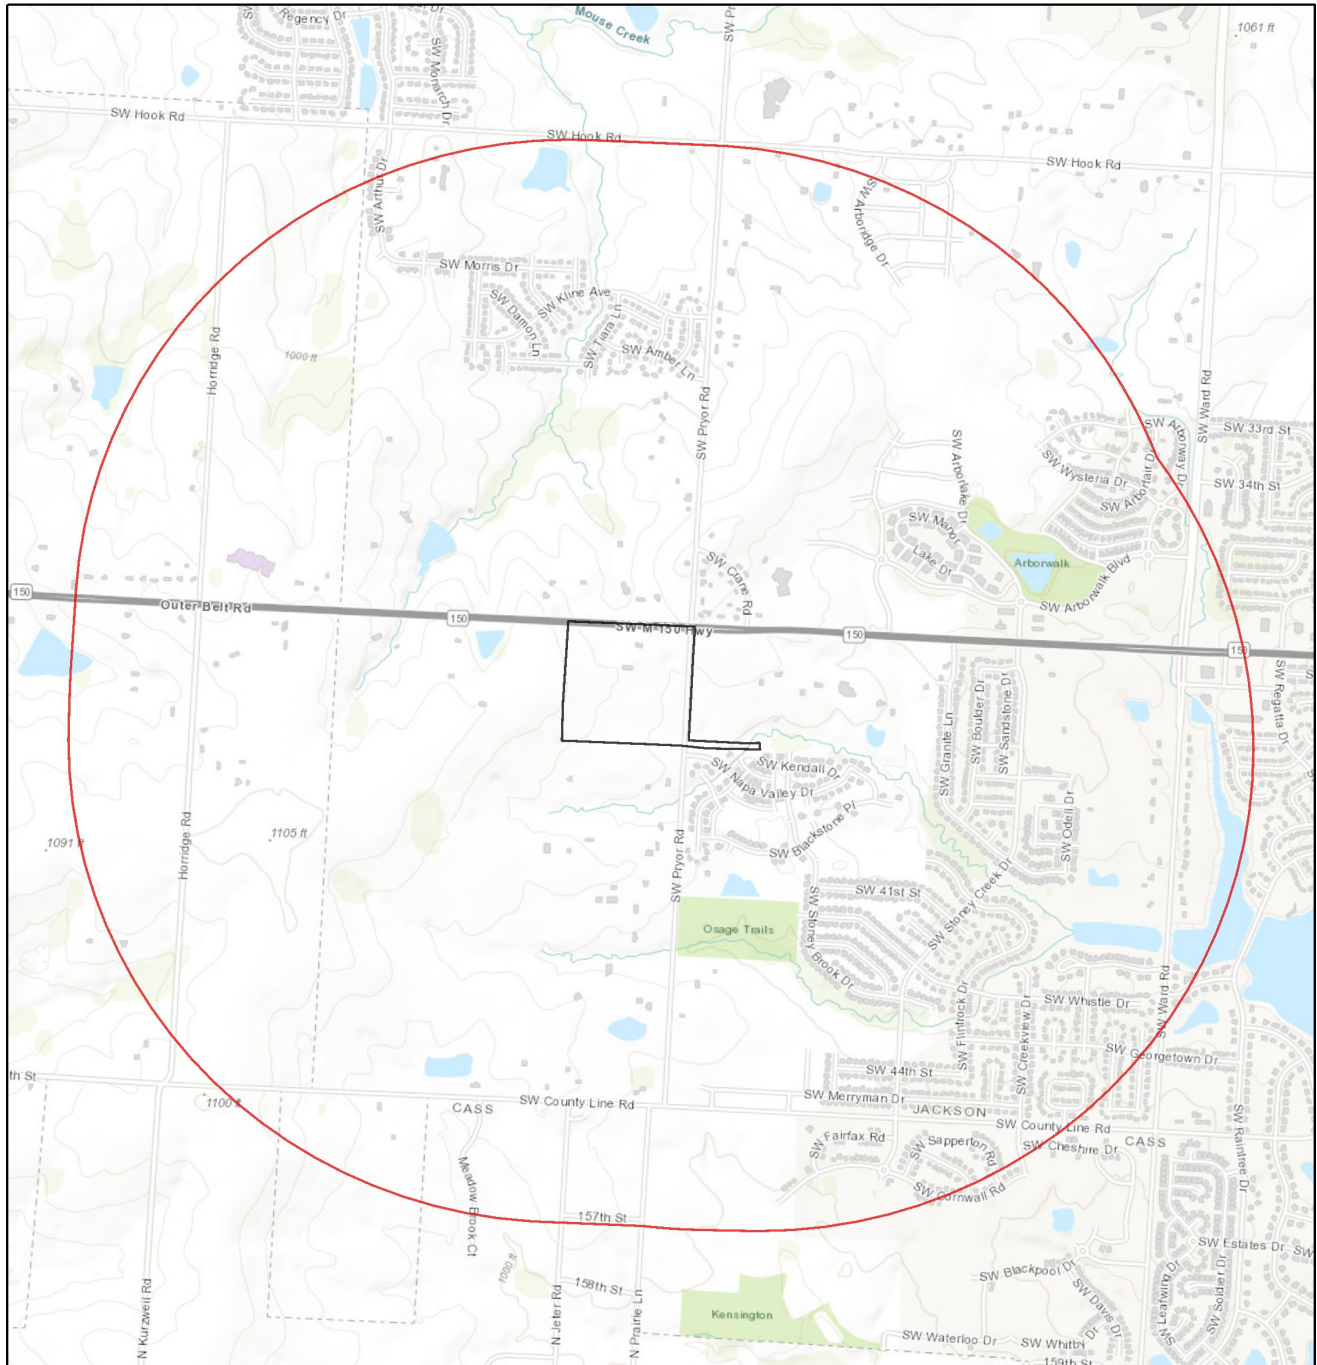 Regency Dr
Mouse Creek
1061 ft
SW Monarch Dr
SW Hook Rd
SW Hook Rd
SW Hook Rd
SW Arthur Dr
SW Arboridge Dr
SW Morris Dr
SW Kline Ave
SW Damon Ln
SW Tiara Ln
SW Amber Ln
Horridge Rd
1000 ft
SW Pryor Rd
SW Ward Rd
SW Arborlake Dr
SW Arborway Dr
SW 33rd St
SW Wysteria Dr
SW Arborfair Dr
SW 34th St
SW Manor
Lake Dr
Arborwalk
SW Arborwalk Blvd
SW Crane Rd
150
Outer Belt Rd
150
SW-M-150-Hwy
150
150
SW Regatta Dr
SW Granite Ln
SW Boulder Dr
SW Sandstone Dr
SW Kendall Dr
SW Napa Valley Dr
SW Blackstone Pl
SW Odell Dr
1091 ft
1105 ft
Horridge Rd
SW Pryor Rd
SW 41st St
SW Stoney Creek Dr
Osage Trails
SW Stoney Brook Dr
SW Flintrock Dr
SW Creekview Dr
SW Whistle Dr
SW Ward Rd
SW Georgetown Dr
SW 44th St
th St
1100 ft
CASS
SW County Line Rd
SW Merryman Dr
JACKSON
SW County Line Rd
CASS
SW Fairfax Rd
SW Sapperton Rd
SW Cheshire Dr
SW Raintree Dr
SW Cornwall Rd
Meadow Brook Ct
157th St
1000 ft
158th St
SW Estates Dr
SW
SW Blackpool Dr
SW Davis Dr
SW Leafwing Dr
SW Soldier Dr
N Kurzweil Rd
N Jeter Rd
N Prairie Ln
Kensington
SW Waterloo Dr
SW Whitby Dr
159th St